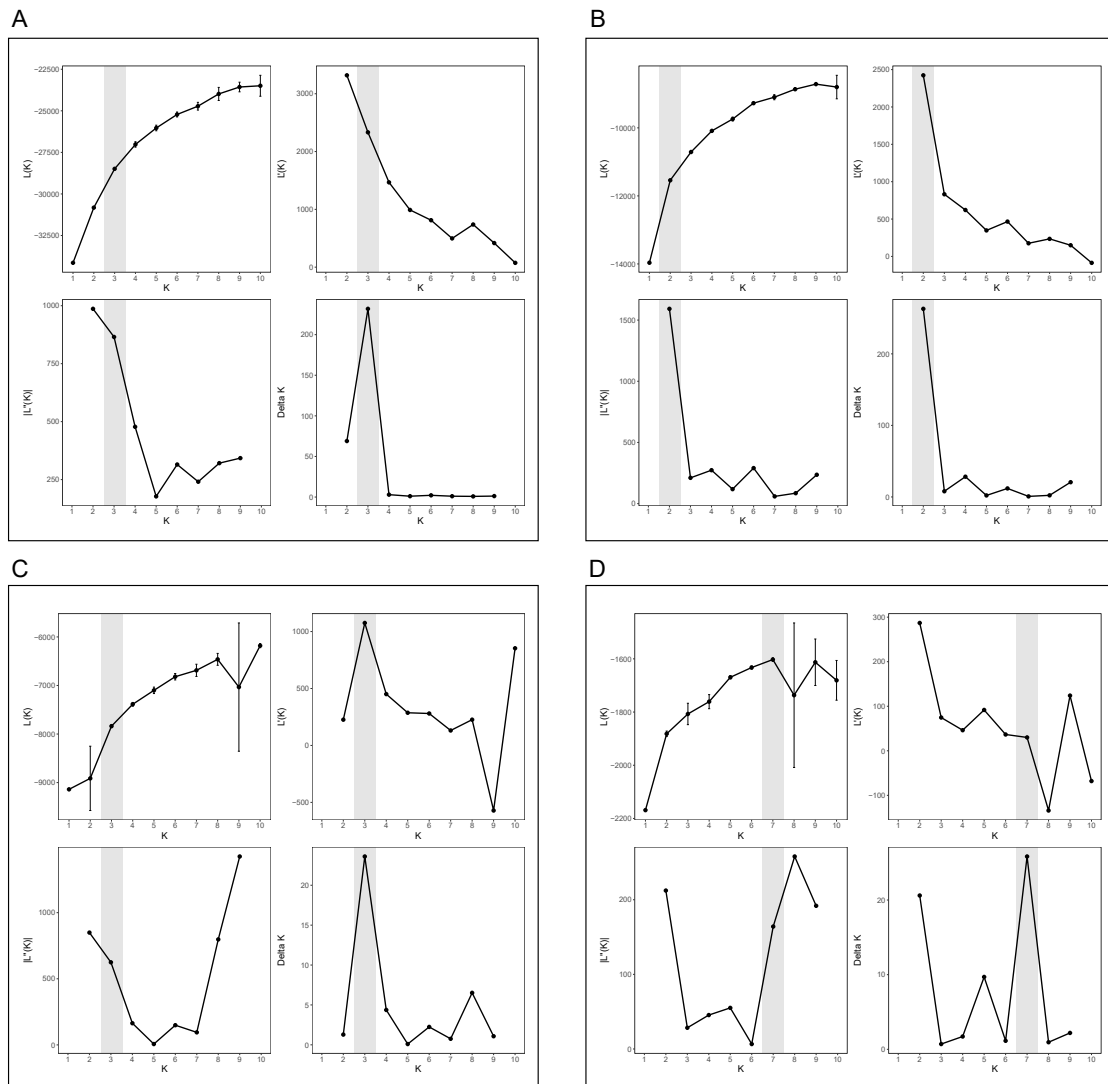 A
L(K)
−22500
−25000
−27500
−30000
−32500
1 2 3 4 5 6 7 8 9 10
K
L'(K)
3000
2000
1000
0
1 2 3 4 5 6 7 8 9 10
K
|L''(K)|
1000
750
500
250
1 2 3 4 5 6 7 8 9 10
K
Delta K
200
150
100
50
0
1 2 3 4 5 6 7 8 9 10
K
B
L(K)
−10000
−12000
−14000
1 2 3 4 5 6 7 8 9 10
K
L'(K)
2500
2000
1500
1000
500
0
1 2 3 4 5 6 7 8 9 10
K
|L''(K)|
1500
1000
500
0
1 2 3 4 5 6 7 8 9 10
K
Delta K
200
100
0
1 2 3 4 5 6 7 8 9 10
K
C
L(K)
−6000
−7000
−8000
−9000
1 2 3 4 5 6 7 8 9 10
K
L'(K)
1000
500
0
−500
1 2 3 4 5 6 7 8 9 10
K
|L''(K)|
1000
500
0
1 2 3 4 5 6 7 8 9 10
K
Delta K
20
15
10
5
0
1 2 3 4 5 6 7 8 9 10
K
D
L(K)
−1600
−1800
−2000
−2200
1 2 3 4 5 6 7 8 9 10
K
L'(K)
300
200
100
0
−100
1 2 3 4 5 6 7 8 9 10
K
|L''(K)|
200
100
0
1 2 3 4 5 6 7 8 9 10
K
Delta K
20
10
0
1 2 3 4 5 6 7 8 9 10
K